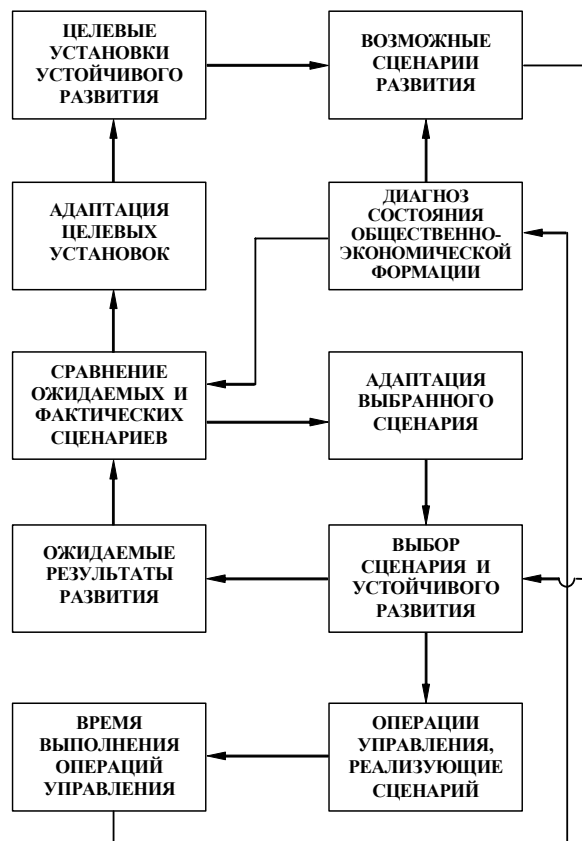 ЦЕЛЕВЫЕ
УСТАНОВКИ
УСТОЙЧИВОГО
РАЗВИТИЯ
ВОЗМОЖНЫЕ
СЦЕНАРИИ
РАЗВИТИЯ
АДАПТАЦИЯ
ЦЕЛЕВЫХ
УСТАНОВОК
ДИАГНОЗ
СОСТОЯНИЯ
ОБЩЕСТВЕННО-
ЭКОНОМИЧЕСКОЙ
ФОРМАЦИИ
СРАВНЕНИЕ
ОЖИДАЕМЫХ И
ФАКТИЧЕСКИХ
СЦЕНАРИЕВ
АДАПТАЦИЯ
ВЫБРАННОГО
СЦЕНАРИЯ
ОЖИДАЕМЫЕ
РЕЗУЛЬТАТЫ
РАЗВИТИЯ
ВЫБОР
СЦЕНАРИЯ И
УСТОЙЧИВОГО
РАЗВИТИЯ
ВРЕМЯ
ВЫПОЛНЕНИЯ
ОПЕРАЦИЙ
УПРАВЛЕНИЯ
ОПЕРАЦИИ
УПРАВЛЕНИЯ,
РЕАЛИЗУЮЩИЕ
СЦЕНАРИЙ